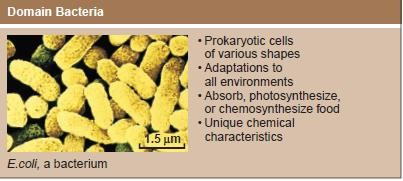 Domain Bacteria
1.5 μm
E.coli, a bacterium
• Prokaryotic cells
of various shapes
• Adaptations to
all environments
• Absorb, photosynthesize,
or chemosynthesize food
• Unique chemical
characteristics